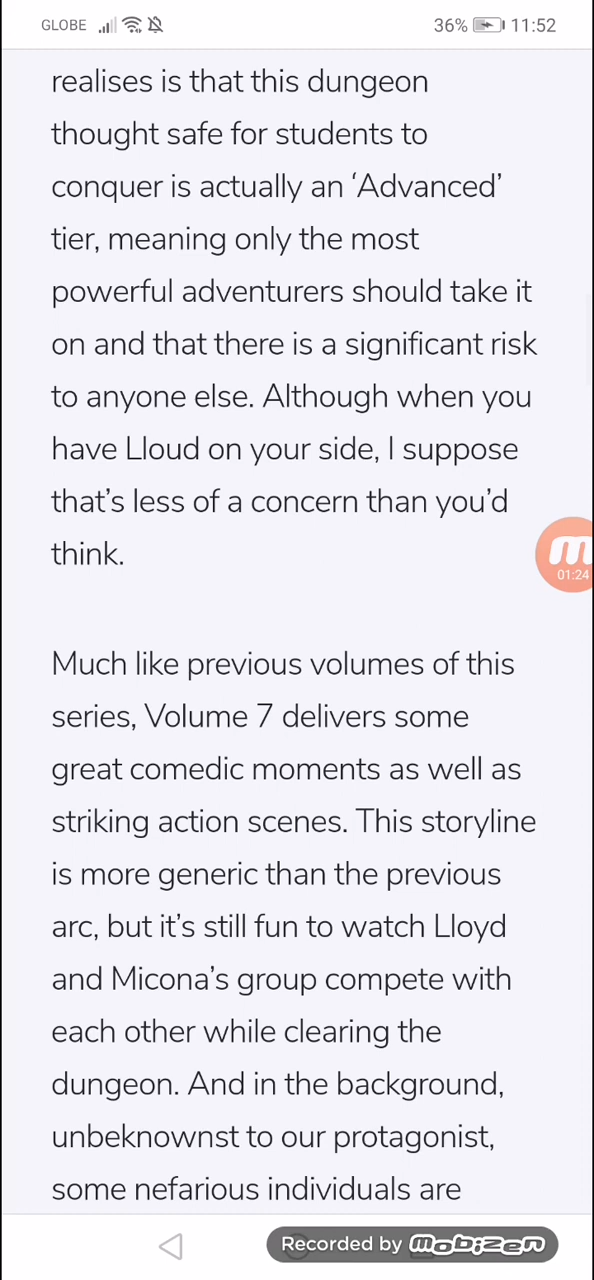 GLOBE 36% 11:52
realises is that this dungeon
thought safe for students to
conquer is actually an ‘Advanced’
tier, meaning only the most
powerful adventurers should take it
on and that there is a significant risk
to anyone else. Although when you
have Lloud on your side, I suppose
that’s less of a concern than you’d
think.
m
01:24
Much like previous volumes of this
series, Volume 7 delivers some
great comedic moments as well as
striking action scenes. This storyline
is more generic than the previous
arc, but it’s still fun to watch Lloyd
and Micona’s group compete with
each other while clearing the
dungeon. And in the background,
unbeknownst to our protagonist,
some nefarious individuals are
Recorded by mobizen